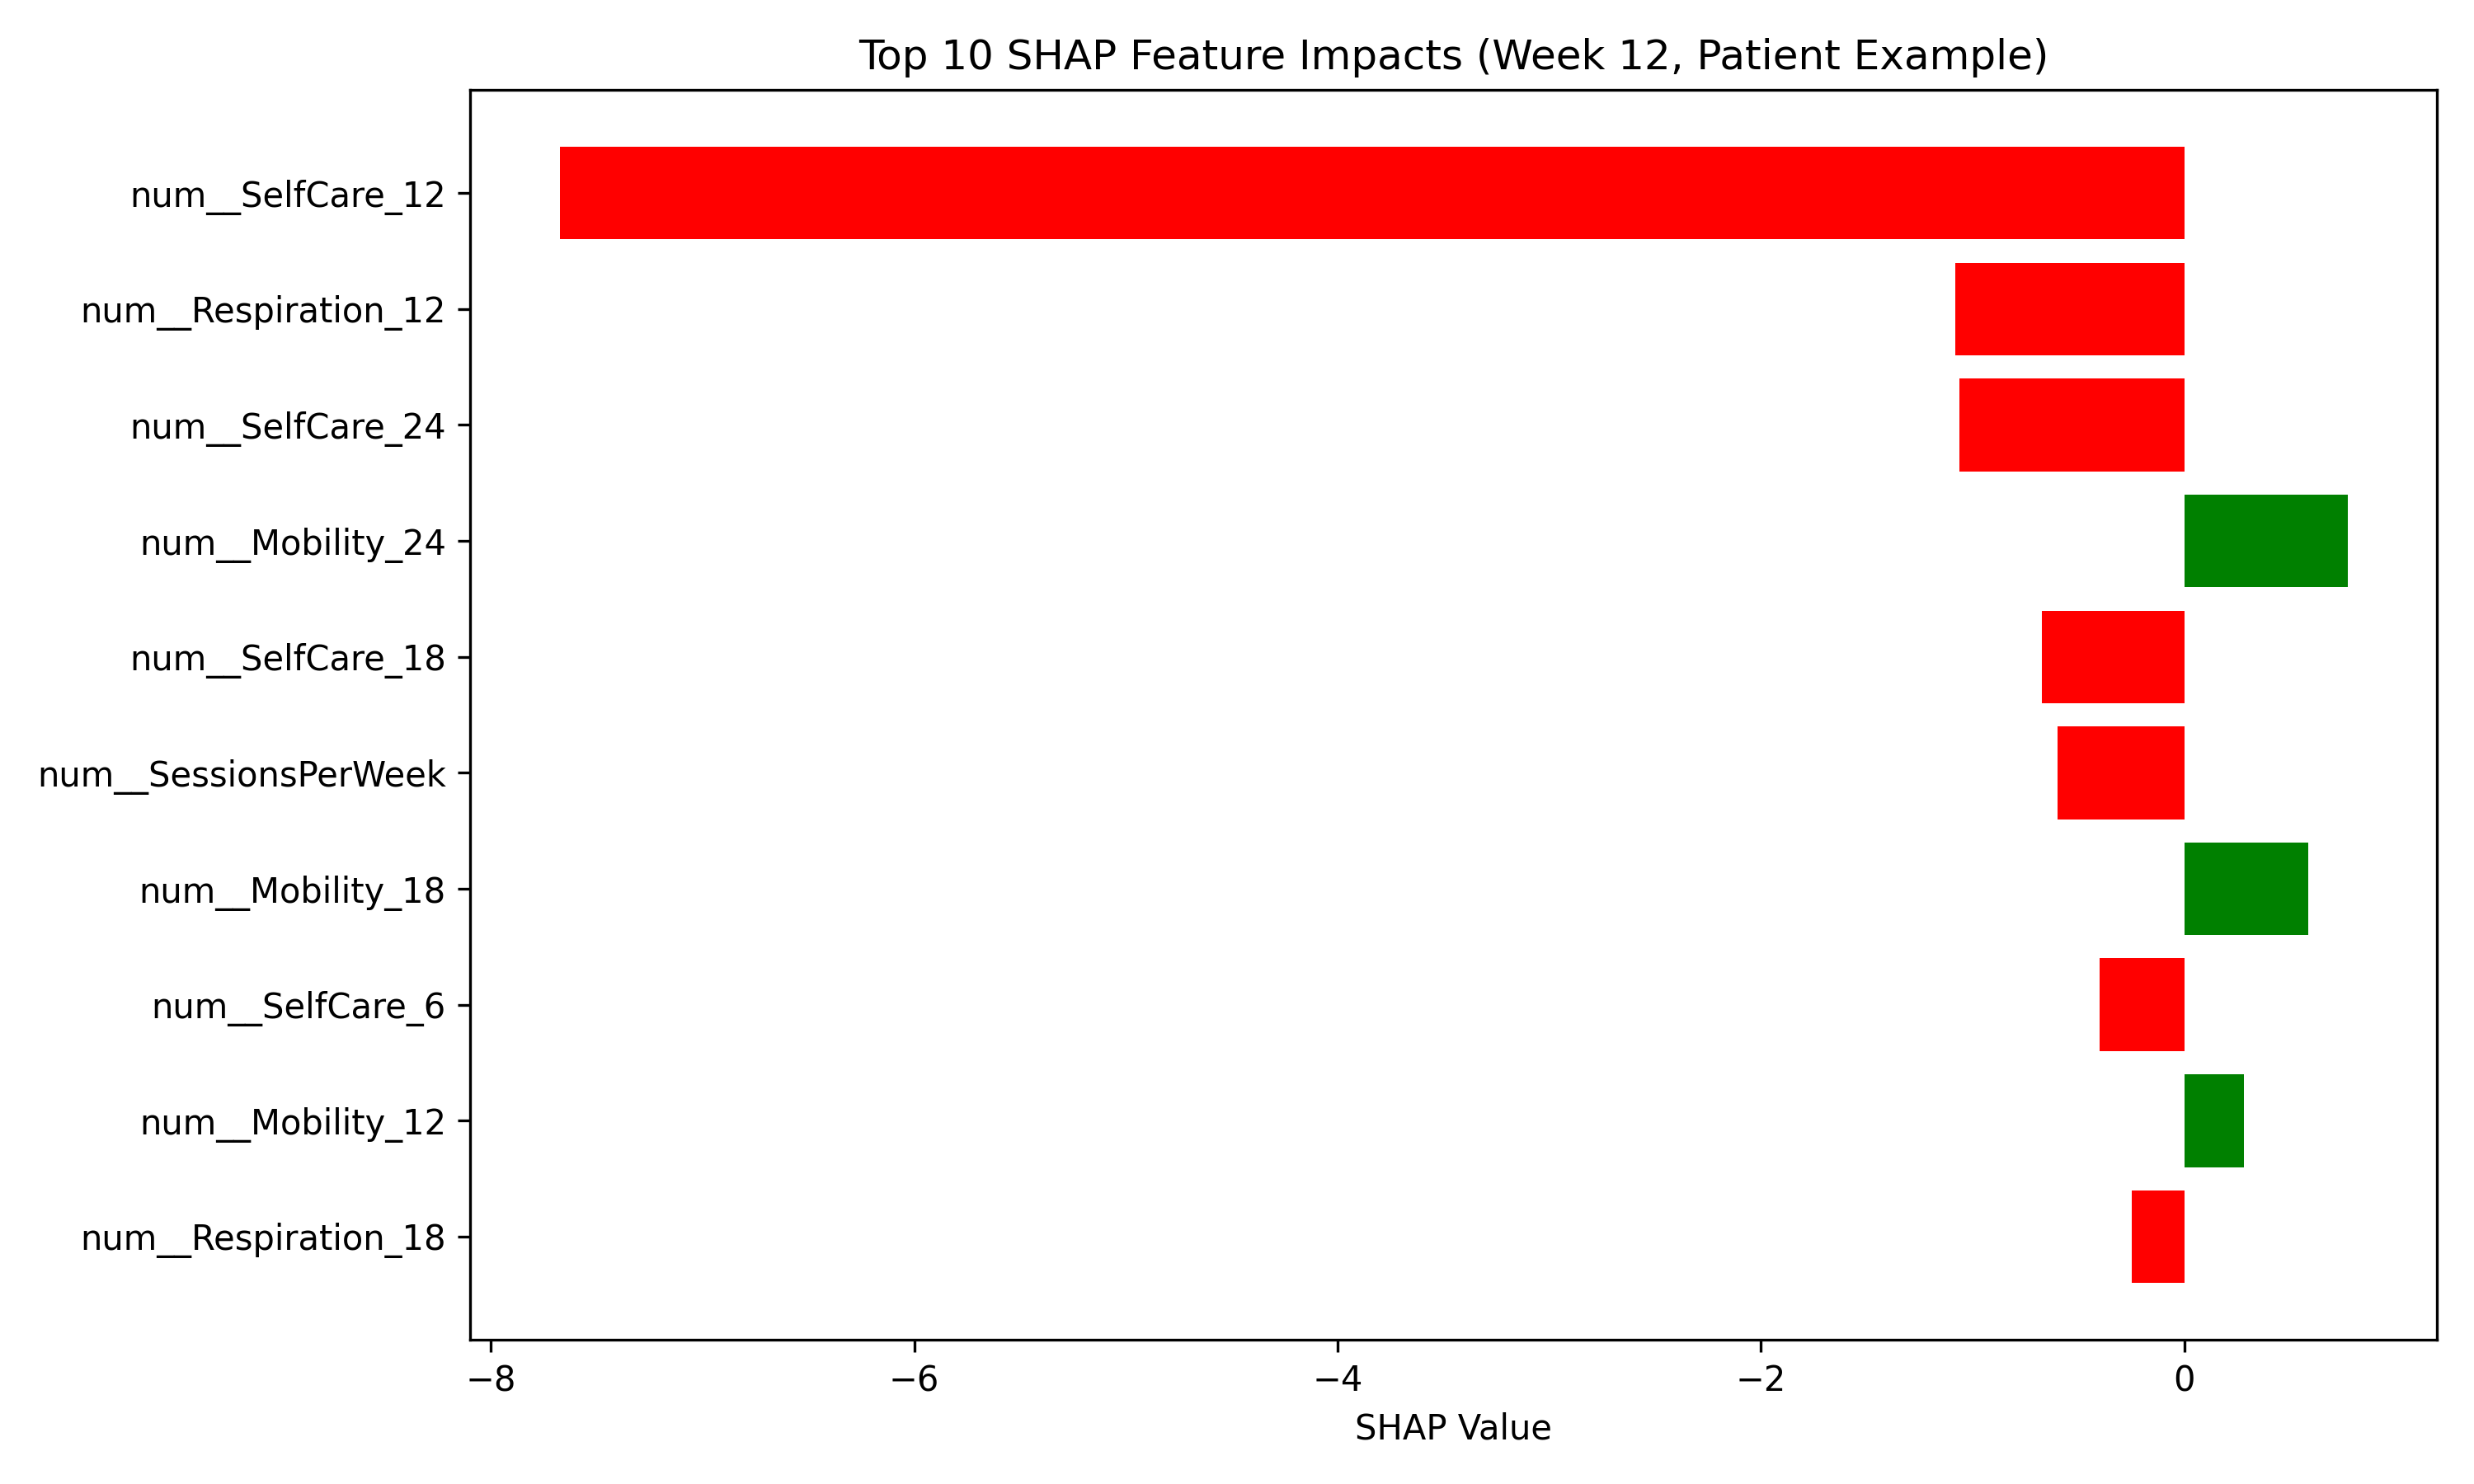 Top 10 SHAP Feature Impacts (Week 12, Patient Example)
num__SelfCare_12
num__Respiration_12
num__SelfCare_24
num__Mobility_24
num__SelfCare_18
num__SessionsPerWeek
num__Mobility_18
num__SelfCare_6
num__Mobility_12
num__Respiration_18
−8 −6 −4 −2 0
SHAP Value